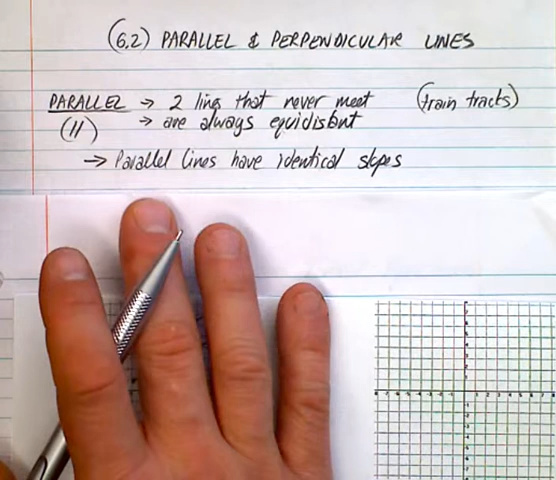 (6.2) PARALLEL & PERPENDICULAR LINES
PARALLEL → 2 lines that never meet (train tracts)
(//) → are always equidistant
→ Parallel lines have identical slopes